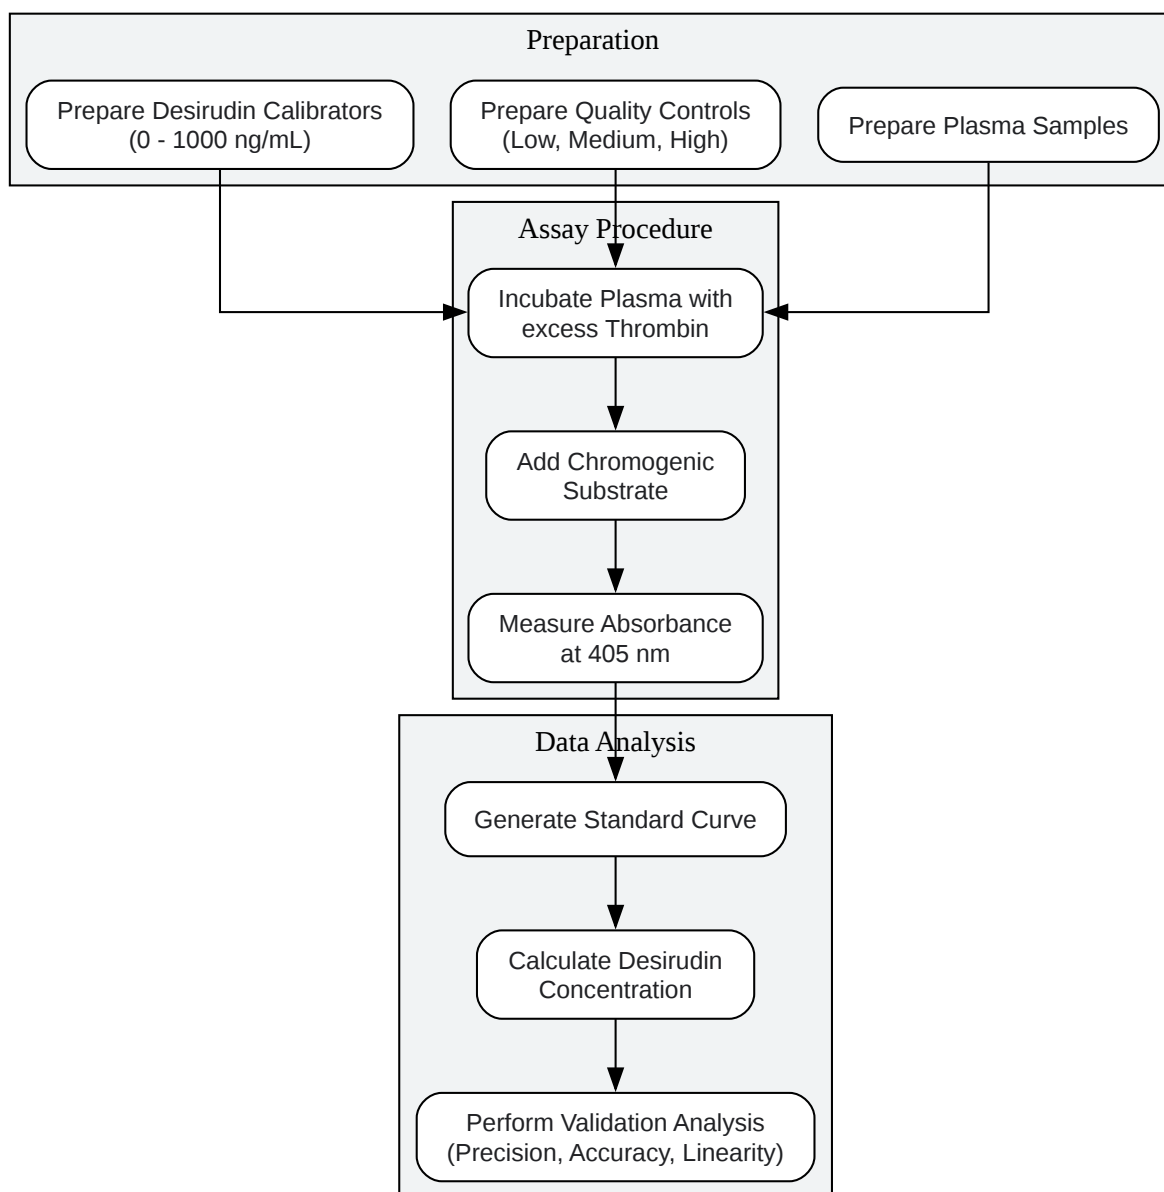 Preparation
Prepare Desirudin Calibrators
(0 - 1000 ng/mL)
Prepare Quality Controls
(Low, Medium, High)
Prepare Plasma Samples
Assay Procedure
Incubate Plasma with
excess Thrombin
Add Chromogenic
Substrate
Measure Absorbance
at 405 nm
Data Analysis
Generate Standard Curve
Calculate Desirudin
Concentration
Perform Validation Analysis
(Precision, Accuracy, Linearity)